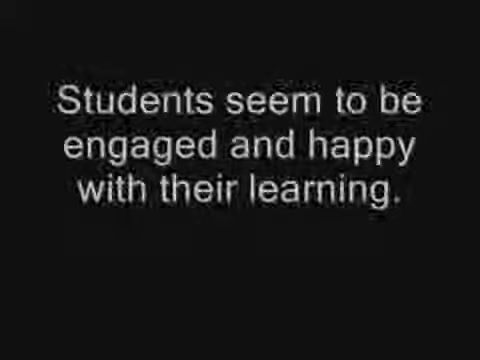 Students seem to be
engaged and happy
with their learning.